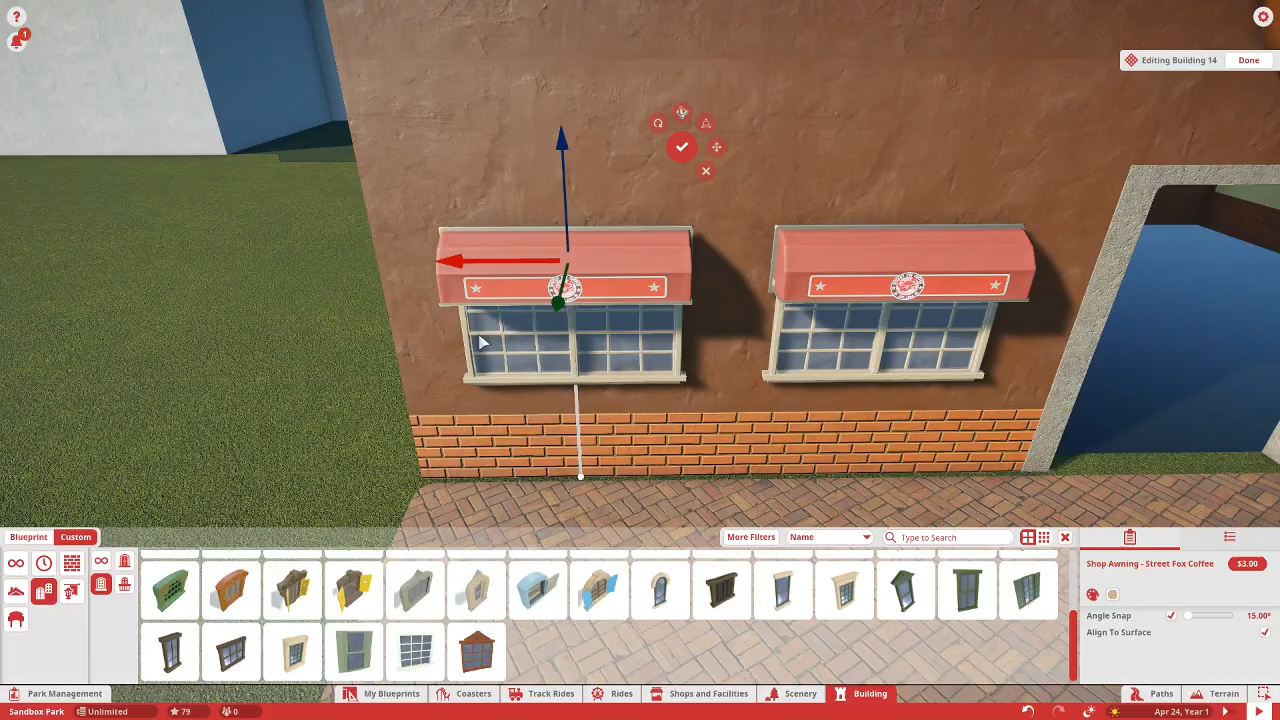 ?
1
Editing Building 14 Done
Blueprint Custom
More Filters Name Type to Search
Shop Awning - Street Fox Coffee $3.00
Angle Snap 15.00°
Align To Surface
Park Management My Blueprints Coasters Track Rides Rides Shops and Facilities Scenery Building Paths Terrain
Sandbox Park Unlimited 79 0 Apr 24, Year 1